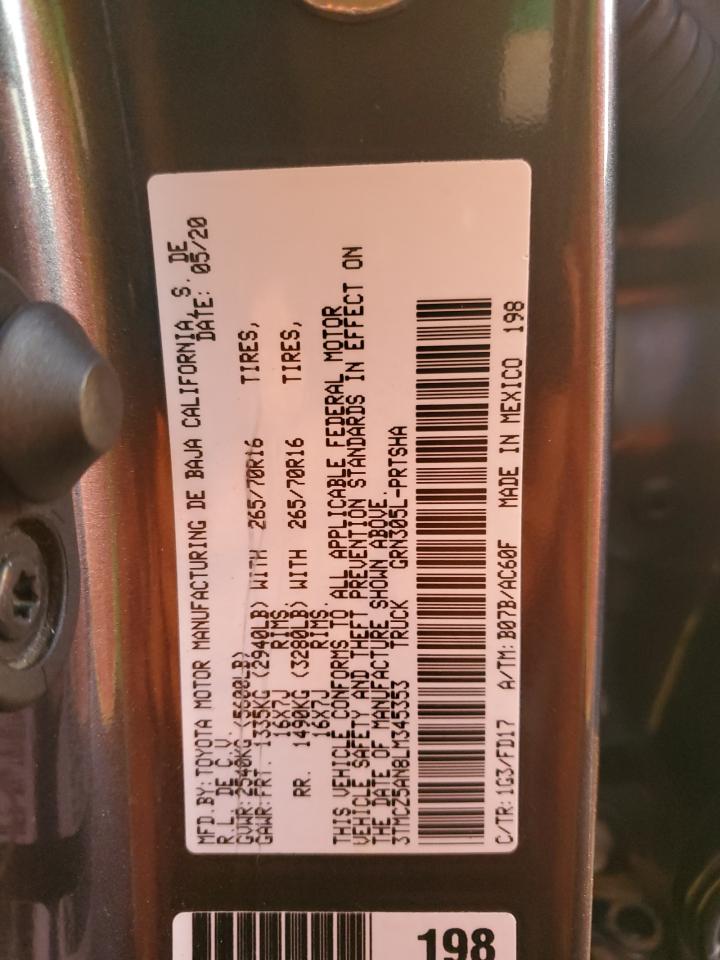 MFD.BY:TOYOTA MOTOR MANUFACTURING DE BAJA CALIFORNIA, S. DE
R.L. DE C.V. DATE: 05/20
GVWR:2540KG (5600LB)
GAWR:FRT. 1335KG (2940LB) WITH 265/70R16 TIRES,
16X7J RIMS,
RR. 1490KG (3280LB) WITH 265/70R16 TIRES,
16X7J RIMS.
THIS VEHICLE CONFORMS TO ALL APPLICABLE FEDERAL MOTOR
VEHICLE SAFETY AND THEFT PREVENTION STANDARDS IN EFFECT ON
THE DATE OF MANUFACTURE SHOWN ABOVE.
3TMCZ5AN8LM345353 TRUCK GRN305L-PRTSHA
C/TR:1G3/FD17 A/TM:B07B/AC60F MADE IN MEXICO 198
198